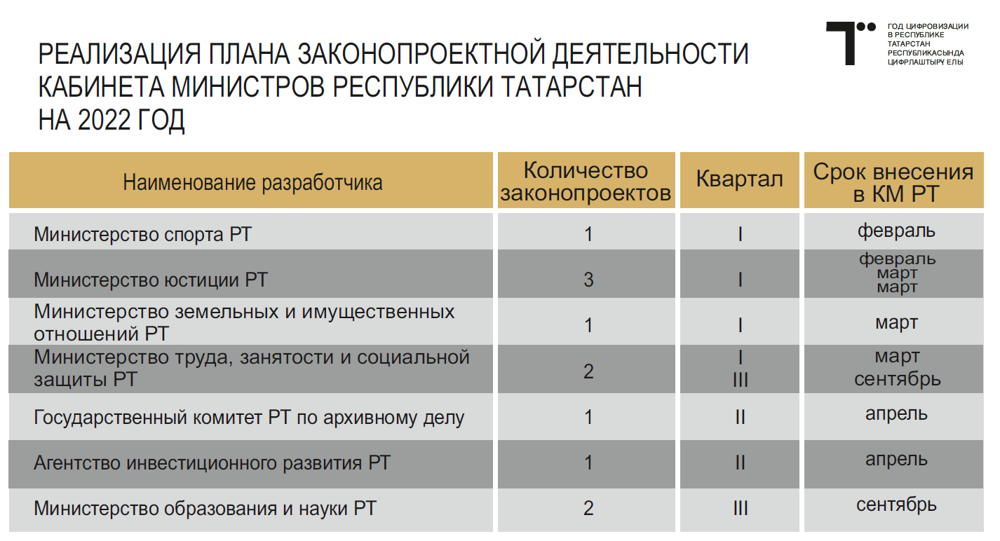 РЕАЛИЗАЦИЯ ПЛАНА ЗАКОНОПРОЕКТНОЙ ДЕЯТЕЛЬНОСТИ
КАБИНЕТА МИНИСТРОВ РЕСПУБЛИКИ ТАТАРСТАН
НА 2022 ГОД
ГОД ЦИФРОВИЗАЦИИ
В РЕСПУБЛИКЕ
ТАТАРСТАН
РЕСПУБЛИКАСЫНДА
ЦИФРЛАШТЫРУ ЕЛЫ
Наименование разработчика
Количество
законопроектов
Квартал
Срок внесения
в КМ РТ
Министерство спорта РТ
1
I
февраль
Министерство юстиции РТ
3
I
февраль
март
март
Министерство земельных и имущественных
отношений РТ
1
I
март
Министерство труда, занятости и социальной
защиты РТ
2
I
III
март
сентябрь
Государственный комитет РТ по архивному делу
1
II
апрель
Агентство инвестиционного развития РТ
1
II
апрель
Министерство образования и науки РТ
2
III
сентябрь